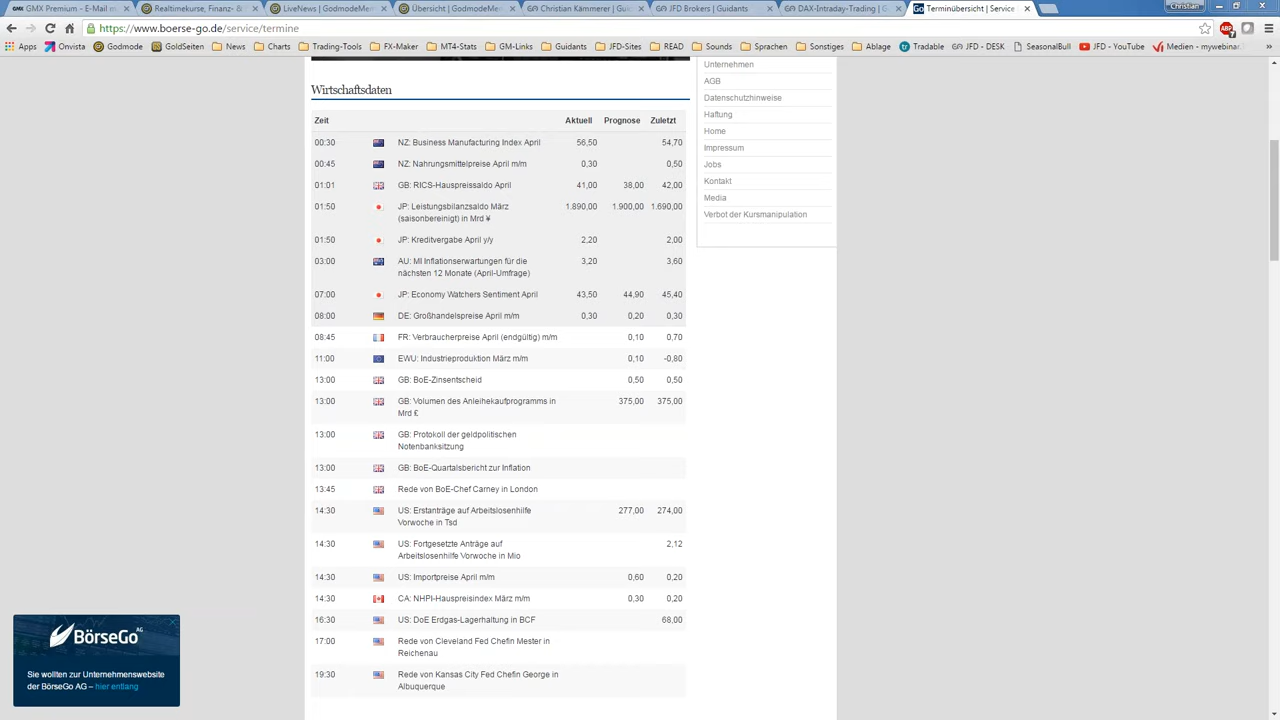 GMX Premium – E-Mail m
Realtimekurse, Finanz- &
LiveNews | GodmodeMem
Übersicht | GodmodeMem
Christian Kämmerer | Guid
JFD Brokers | Guidants
DAX-Intraday-Trading | G
Terminübersicht | Service
Christian
https://www.boerse-go.de/service/termine
Apps
Onvista
Godmode
GoldSeiten
News
Charts
Trading-Tools
FX-Maker
MT4-Stats
GM-Links
Guidants
JFD-Sites
READ
Sounds
Sprachen
Sonstiges
Ablage
Tradable
JFD - DESK
SeasonalBull
JFD - YouTube
Medien - mywebinar
Wirtschaftsdaten
Zeit Aktuell Prognose Zuletzt
00:30 NZ: Business Manufacturing Index April 56,50 54,70
00:45 NZ: Nahrungsmittelpreise April m/m 0,30 0,50
01:01 GB: RICS-Hauspreissaldo April 41,00 38,00 42,00
01:50 JP: Leistungsbilanzsaldo März 1.890,00 1.900,00 1.690,00
(saisonbereinigt) in Mrd ¥
01:50 JP: Kreditvergabe April y/y 2,20 2,00
03:00 AU: MI Inflationserwartungen für die 3,20 3,60
nächsten 12 Monate (April-Umfrage)
07:00 JP: Economy Watchers Sentiment April 43,50 44,90 45,40
08:00 DE: Großhandelspreise April m/m 0,30 0,20 0,30
08:45 FR: Verbraucherpreise April (endgültig) m/m 0,10 0,70
11:00 EWU: Industrieproduktion März m/m 0,10 -0,80
13:00 GB: BoE-Zinsentscheid 0,50 0,50
13:00 GB: Volumen des Anleihekaufprogramms in 375,00 375,00
Mrd £
13:00 GB: Protokoll der geldpolitischen
Notenbanksitzung
13:00 GB: BoE-Quartalsbericht zur Inflation
13:45 Rede von BoE-Chef Carney in London
14:30 US: Erstanträge auf Arbeitslosenhilfe 277,00 274,00
Vorwoche in Tsd
14:30 US: Fortgesetzte Anträge auf 2,12
Arbeitslosenhilfe Vorwoche in Mio
14:30 US: Importpreise April m/m 0,60 0,20
14:30 CA: NHPI-Hauspreisindex März m/m 0,30 0,20
16:30 US: DoE Erdgas-Lagerhaltung in BCF 68,00
17:00 Rede von Cleveland Fed Chefin Mester in
Reichenau
19:30 Rede von Kansas City Fed Chefin George in
Albuquerque
Unternehmen
AGB
Datenschutzhinweise
Haftung
Home
Impressum
Jobs
Kontakt
Media
Verbot der Kursmanipulation
BörseGo AG
Sie wollten zur Unternehmenswebsite
der BörseGo AG – hier entlang